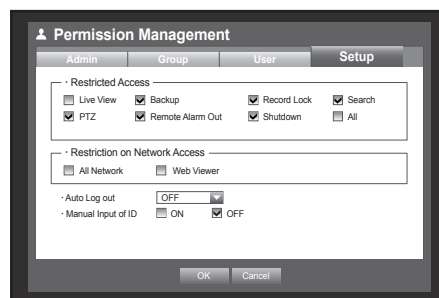 Permission Management
Admin Group User Setup
· Restricted Access
Live View Backup Record Lock Search
PTZ Remote Alarm Out Shutdown All
· Restriction on Network Access
All Network Web Viewer
· Auto Log out OFF
· Manual Input of ID ON OFF
OK Cancel